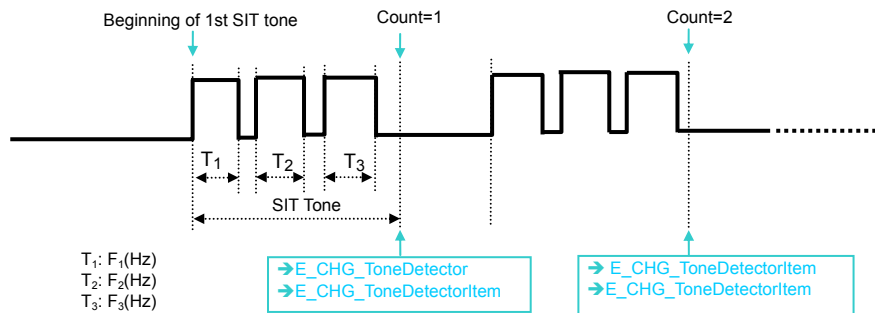 Beginning of 1st SIT tone
Count=1
Count=2
T1
T2
T3
SIT Tone
T1: F1(Hz)
T2: F2(Hz)
T3: F3(Hz)
➔E_CHG_ToneDetector
➔E_CHG_ToneDetectorItem
➔ E_CHG_ToneDetectorItem
➔E_CHG_ToneDetectorItem